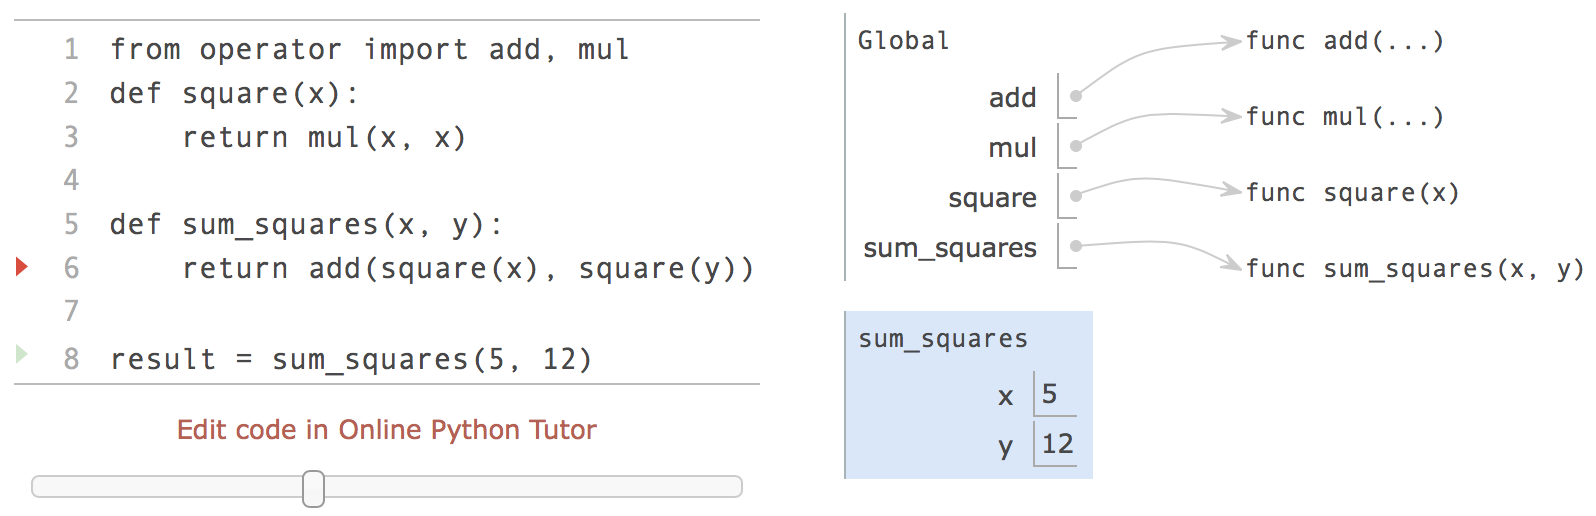 1 from operator import add, mul
2 def square(x):
3     return mul(x, x)
4
5 def sum_squares(x, y):
6     return add(square(x), square(y))
7
8 result = sum_squares(5, 12)
Edit code in Online Python Tutor
Global
add
mul
square
sum_squares
func add(...)
func mul(...)
func square(x)
func sum_squares(x, y)
sum_squares
x 5
y 12